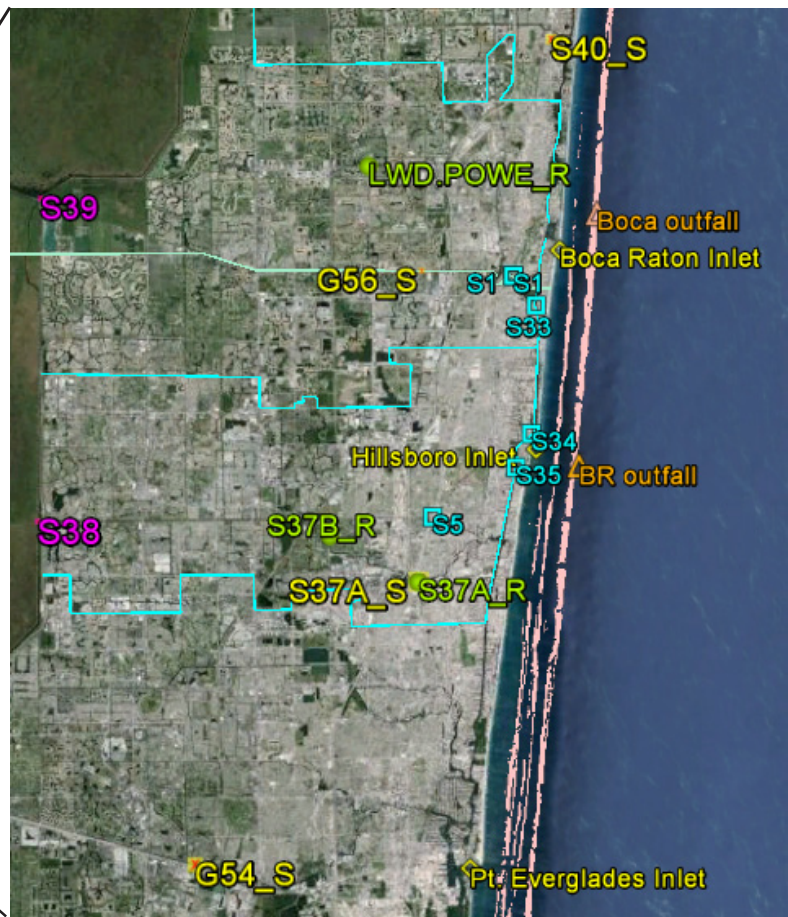 S40_S
LWD.POWE_R
S39
Boca outfall
Boca Raton Inlet
G56_S
S1
S1
S33
S34
Hillsboro Inlet
S35
BR outfall
S5
S37B_R
S38
S37A_S
S37A_R
G54_S
Pt. Everglades Inlet